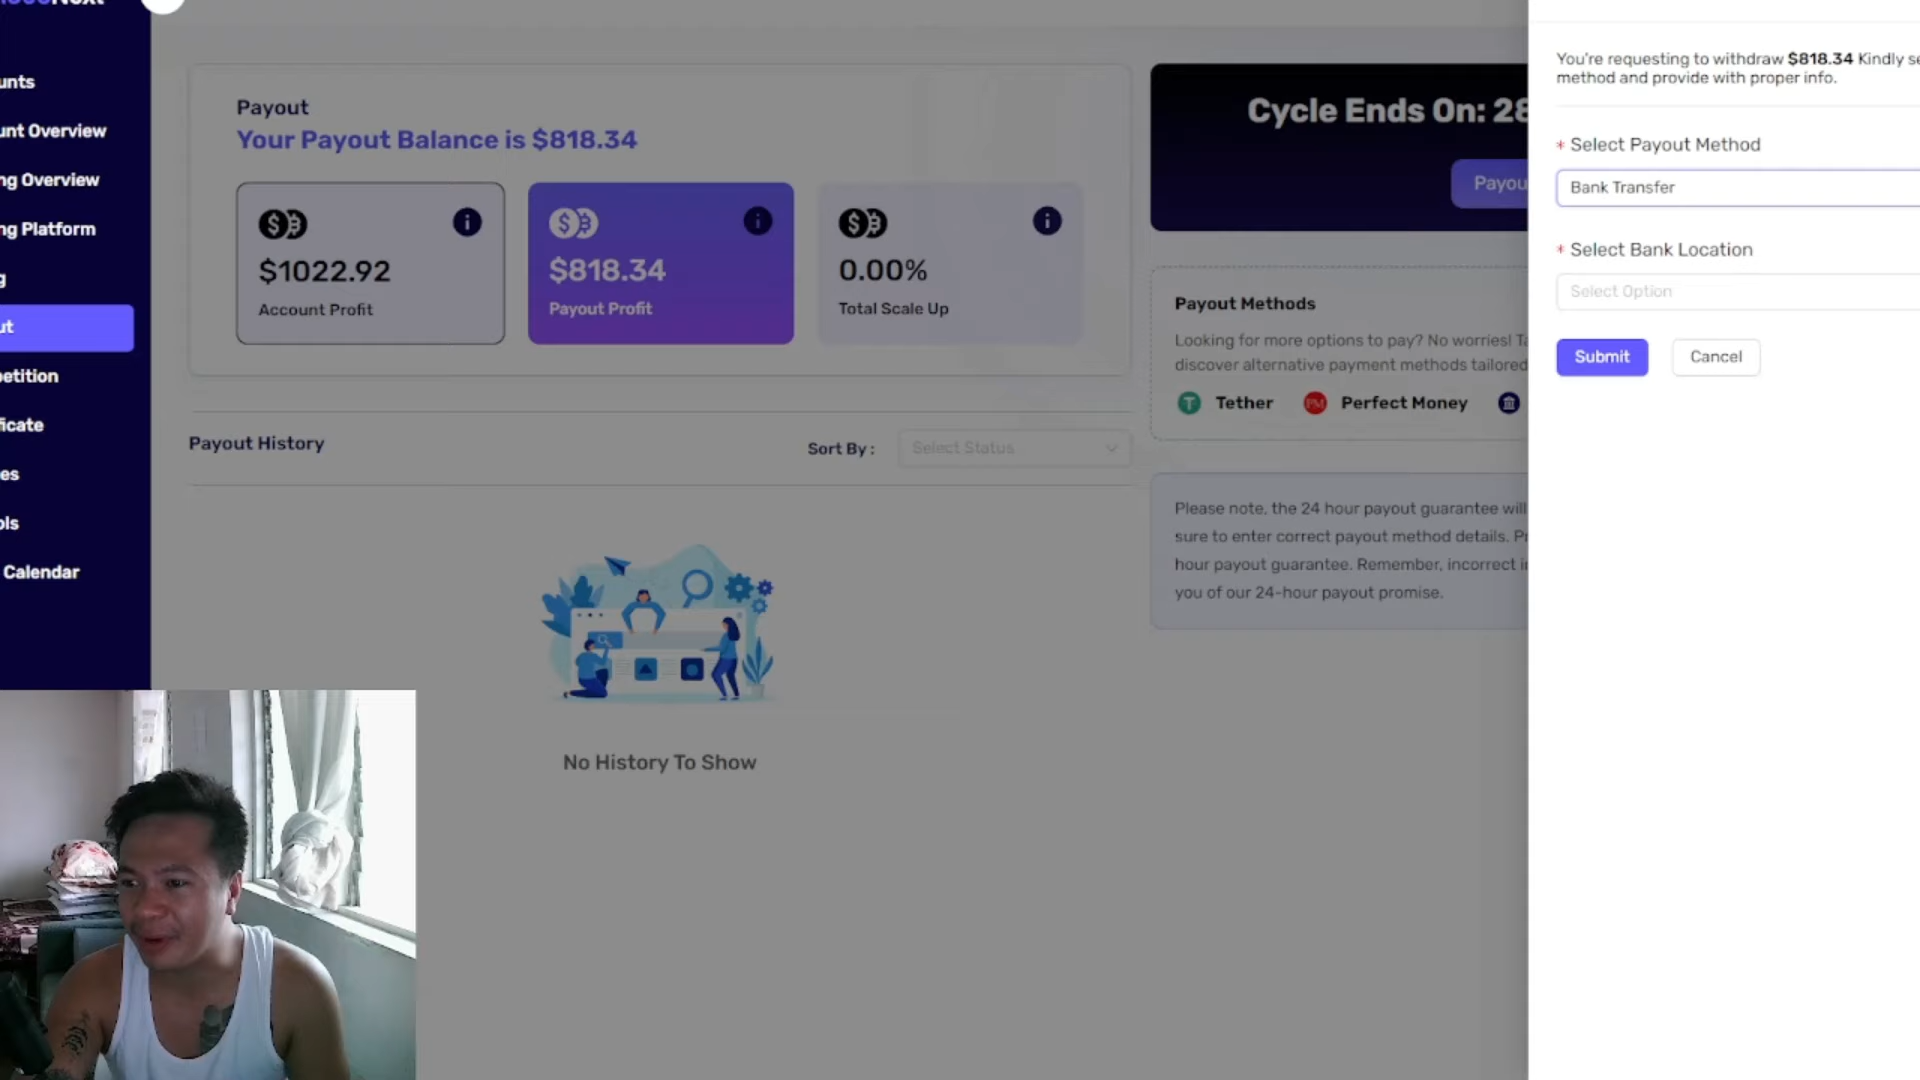 Next
unts
unt Overview
ng Overview
ng Platform
g
ut
etition
ficate
es
ols
Calendar
Payout
Your Payout Balance is $818.34
$1022.92
Account Profit
$818.34
Payout Profit
0.00%
Total Scale Up
Payout History
Sort By :
Select Status
No History To Show
Cycle Ends On: 28
Payou
Payout Methods
Looking for more options to pay? No worries! Ta
discover alternative payment methods tailored
Tether
Perfect Money
Please note, the 24 hour payout guarantee will
sure to enter correct payout method details. Pr
hour payout guarantee. Remember, incorrect in
you of our 24-hour payout promise.
You're requesting to withdraw $818.34 Kindly se
method and provide with proper info.
* Select Payout Method
Bank Transfer
* Select Bank Location
Select Option
Submit
Cancel